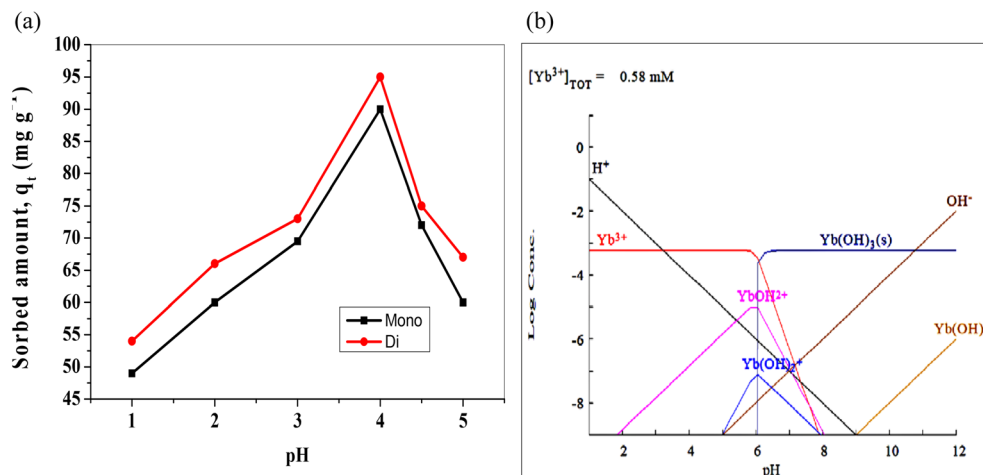 (a)
100
95
90
85
80
75
70
65
60
55
50
45
Sorbed amount, qₜ (mg g⁻¹)
1 2 3 4 5
pH
Mono
Di
(b)
[Yb³⁺]TOT = 0.58 mM
H⁺
OH⁻
Yb³⁺
Yb(OH)₃(s)
YbOH²⁺
Yb(OH)₂⁺
Yb(OH)
0
-2
-4
-6
-8
Log Conc.
2 4 6 8 10 12
pH